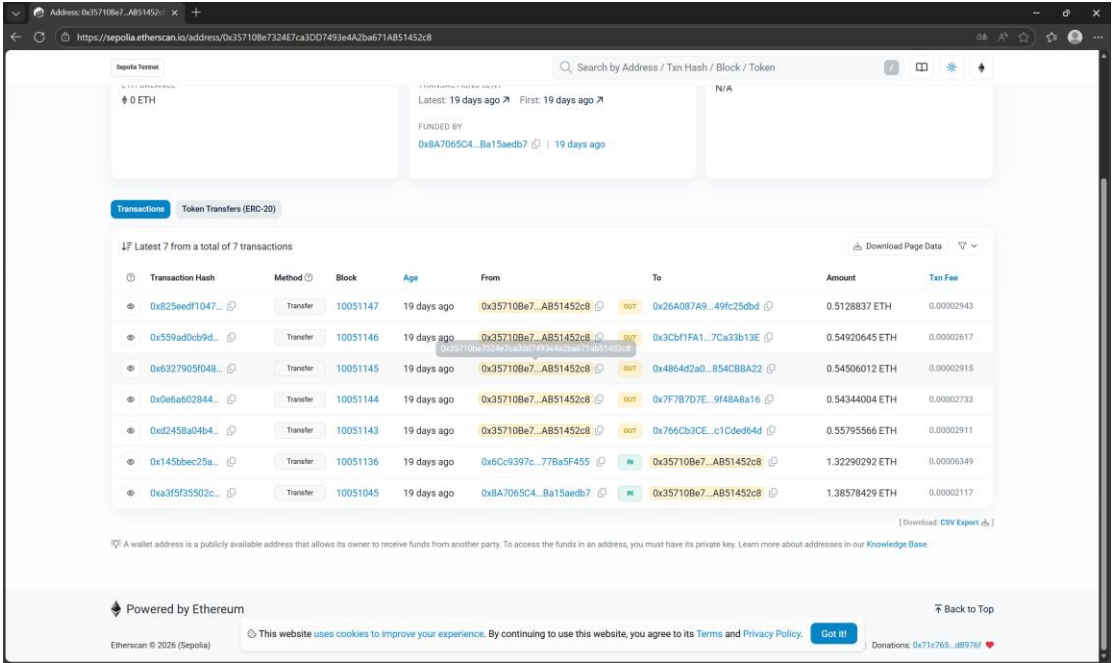 Address: 0x35710Be7...AB51452c
https://sepolia.etherscan.io/address/0x35710Be7324E7Ca3DD7493e4A2ba671AB51452c8
Sepolia Testnet
Search by Address / Txn Hash / Block / Token /
ETH BALANCE
0 ETH
TRANSACTIONS SENT
Latest: 19 days ago First: 19 days ago
FUNDED BY
0x8A7065C4...Ba15aedb7 | 19 days ago
N/A
Transactions Token Transfers (ERC-20)
Latest 7 from a total of 7 transactions Download Page Data
Transaction Hash Method Block Age From To Amount Txn Fee
0x825eedf1047... Transfer 10051147 19 days ago 0x35710Be7...AB51452c8 OUT 0x26A087A9...49fc25dbd 0.5128837 ETH 0.00002943
0x559ad0cb9d... Transfer 10051146 19 days ago 0x35710Be7...AB51452c8 OUT 0x3Cbf1FA1...7Ca33b13E 0.54920645 ETH 0.00002617
0x35710be7324e7ca3dd7493e4a2ba671ab51452c8
0x6327905f048... Transfer 10051145 19 days ago 0x35710Be7...AB51452c8 OUT 0x4864d2a0...854CB8A22 0.54506012 ETH 0.00002915
0x0e6a602844... Transfer 10051144 19 days ago 0x35710Be7...AB51452c8 OUT 0x7F7B7D7E...9f48A8a16 0.54344004 ETH 0.00002733
0xd2458a04b4... Transfer 10051143 19 days ago 0x35710Be7...AB51452c8 OUT 0x766Cb3CE...c1Cded64d 0.55795566 ETH 0.00002911
0x145bbec25a... Transfer 10051136 19 days ago 0x6Cc9397c...77Ba5F455 IN 0x35710Be7...AB51452c8 1.32290292 ETH 0.00006349
0xa3f5f35502c... Transfer 10051045 19 days ago 0x8A7065C4...Ba15aedb7 IN 0x35710Be7...AB51452c8 1.38578429 ETH 0.00002117
[ Download: CSV Export ]
A wallet address is a publicly available address that allows its owner to receive funds from another party. To access the funds in an address, you must have its private key. Learn more about addresses in our Knowledge Base.
Powered by Ethereum
Back to Top
This website uses cookies to improve your experience. By continuing to use this website, you agree to its Terms and Privacy Policy. Got it!
Etherscan © 2026 (Sepolia)
Donations: 0x71c765...d8976f